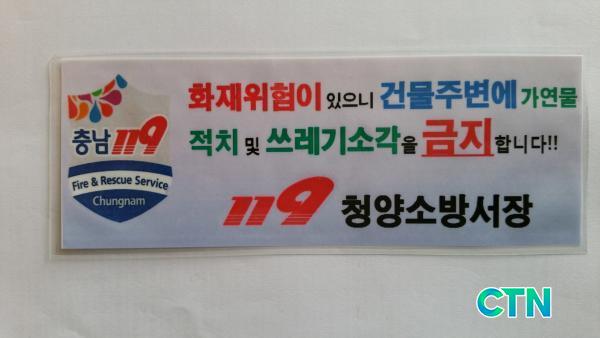 충남119
Fire & Rescue Service
Chungnam
화재위험이 있으니 건물주변에 가연물
적치 및 쓰레기소각을 금지합니다!!
119 청양소방서장
CTN